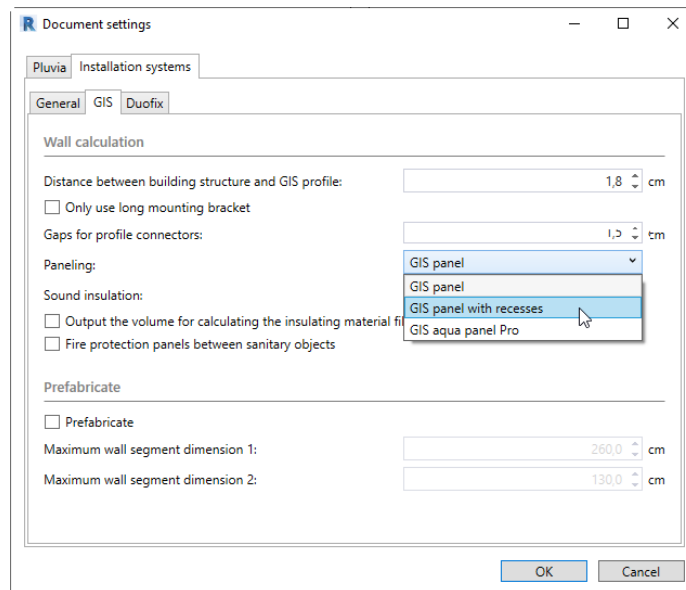 R Document settings
Pluvia Installation systems
General GIS Duofix
Wall calculation
Distance between building structure and GIS profile: 1,8 cm
Only use long mounting bracket
Gaps for profile connectors: cm
Paneling: GIS panel
GIS panel
Sound insulation:
GIS panel with recesses
Output the volume for calculating the insulating material
GIS aqua panel Pro
Fire protection panels between sanitary objects
Prefabricate
Prefabricate
Maximum wall segment dimension 1: 260,0 cm
Maximum wall segment dimension 2: 130,0 cm
OK Cancel